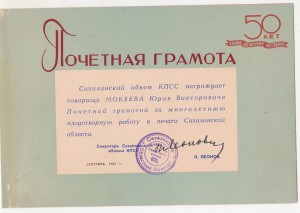 50
ЛЕТ
ПОЧЕТНАЯ ГРАМОТА
Сахалинский обком КПСС награждает
товарища МОКЕЕВА Юрия Викторовича
Почетной грамотой за многолетнюю
плодотворную работу в печати Сахалинской
области.
Секретарь Сахалинского
обкома КПСС
П. ЛЕОНОВ